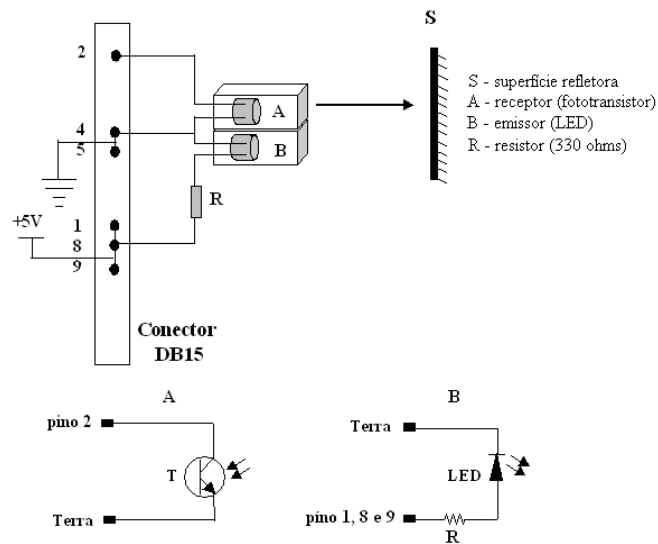 S
2
A
S - superfície refletora
A - receptor (fototransistor)
B - emissor (LED)
R - resistor (330 ohms)
4
5
B
R
+5V
1
8
9
Conector
DB15
A
B
pino 2
Terra
T
LED
Terra
pino 1, 8 e 9
R